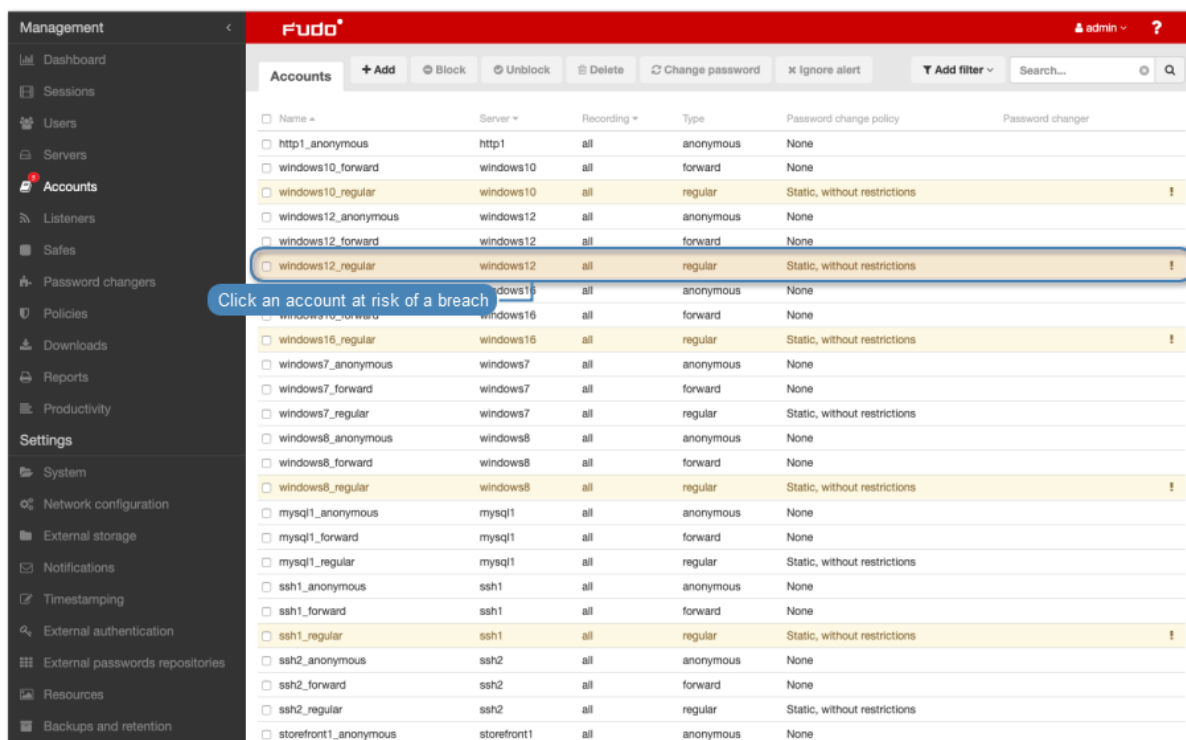 Management
FUDO
admin
?
Dashboard
Sessions
Users
Servers
Accounts
Listeners
Safes
Password changers
Policies
Downloads
Reports
Productivity
Settings
System
Network configuration
External storage
Notifications
Timestamping
External authentication
External passwords repositories
Resources
Backups and retention
Accounts + Add Block Unblock Delete Change password × Ignore alert Add filter Search...
Name Server Recording Type Password change policy Password changer
http1_anonymous http1 all anonymous None
windows10_forward windows10 all forward None
windows10_regular windows10 all regular Static, without restrictions !
windows12_anonymous windows12 all anonymous None
windows12_forward windows12 all forward None
windows12_regular windows12 all regular Static, without restrictions !
Click an account at risk of a breach
all anonymous None
windows16 all forward None
windows16_regular windows16 all regular Static, without restrictions !
windows7_anonymous windows7 all anonymous None
windows7_forward windows7 all forward None
windows7_regular windows7 all regular Static, without restrictions
windows8_anonymous windows8 all anonymous None
windows8_forward windows8 all forward None
windows8_regular windows8 all regular Static, without restrictions !
mysql1_anonymous mysql1 all anonymous None
mysql1_forward mysql1 all forward None
mysql1_regular mysql1 all regular Static, without restrictions
ssh1_anonymous ssh1 all anonymous None
ssh1_forward ssh1 all forward None
ssh1_regular ssh1 all regular Static, without restrictions !
ssh2_anonymous ssh2 all anonymous None
ssh2_forward ssh2 all forward None
ssh2_regular ssh2 all regular Static, without restrictions
storefront1_anonymous storefront1 all anonymous None